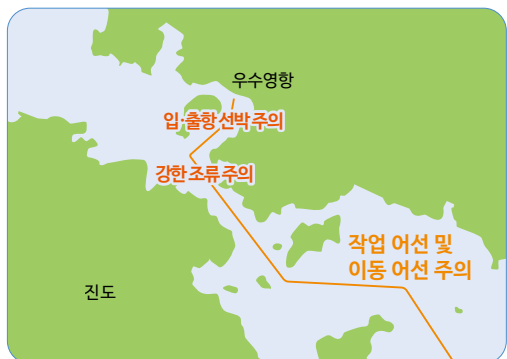 우수영항
입·출항 선박 주의
강한 조류 주의
작업 어선 및
이동 어선 주의
진도